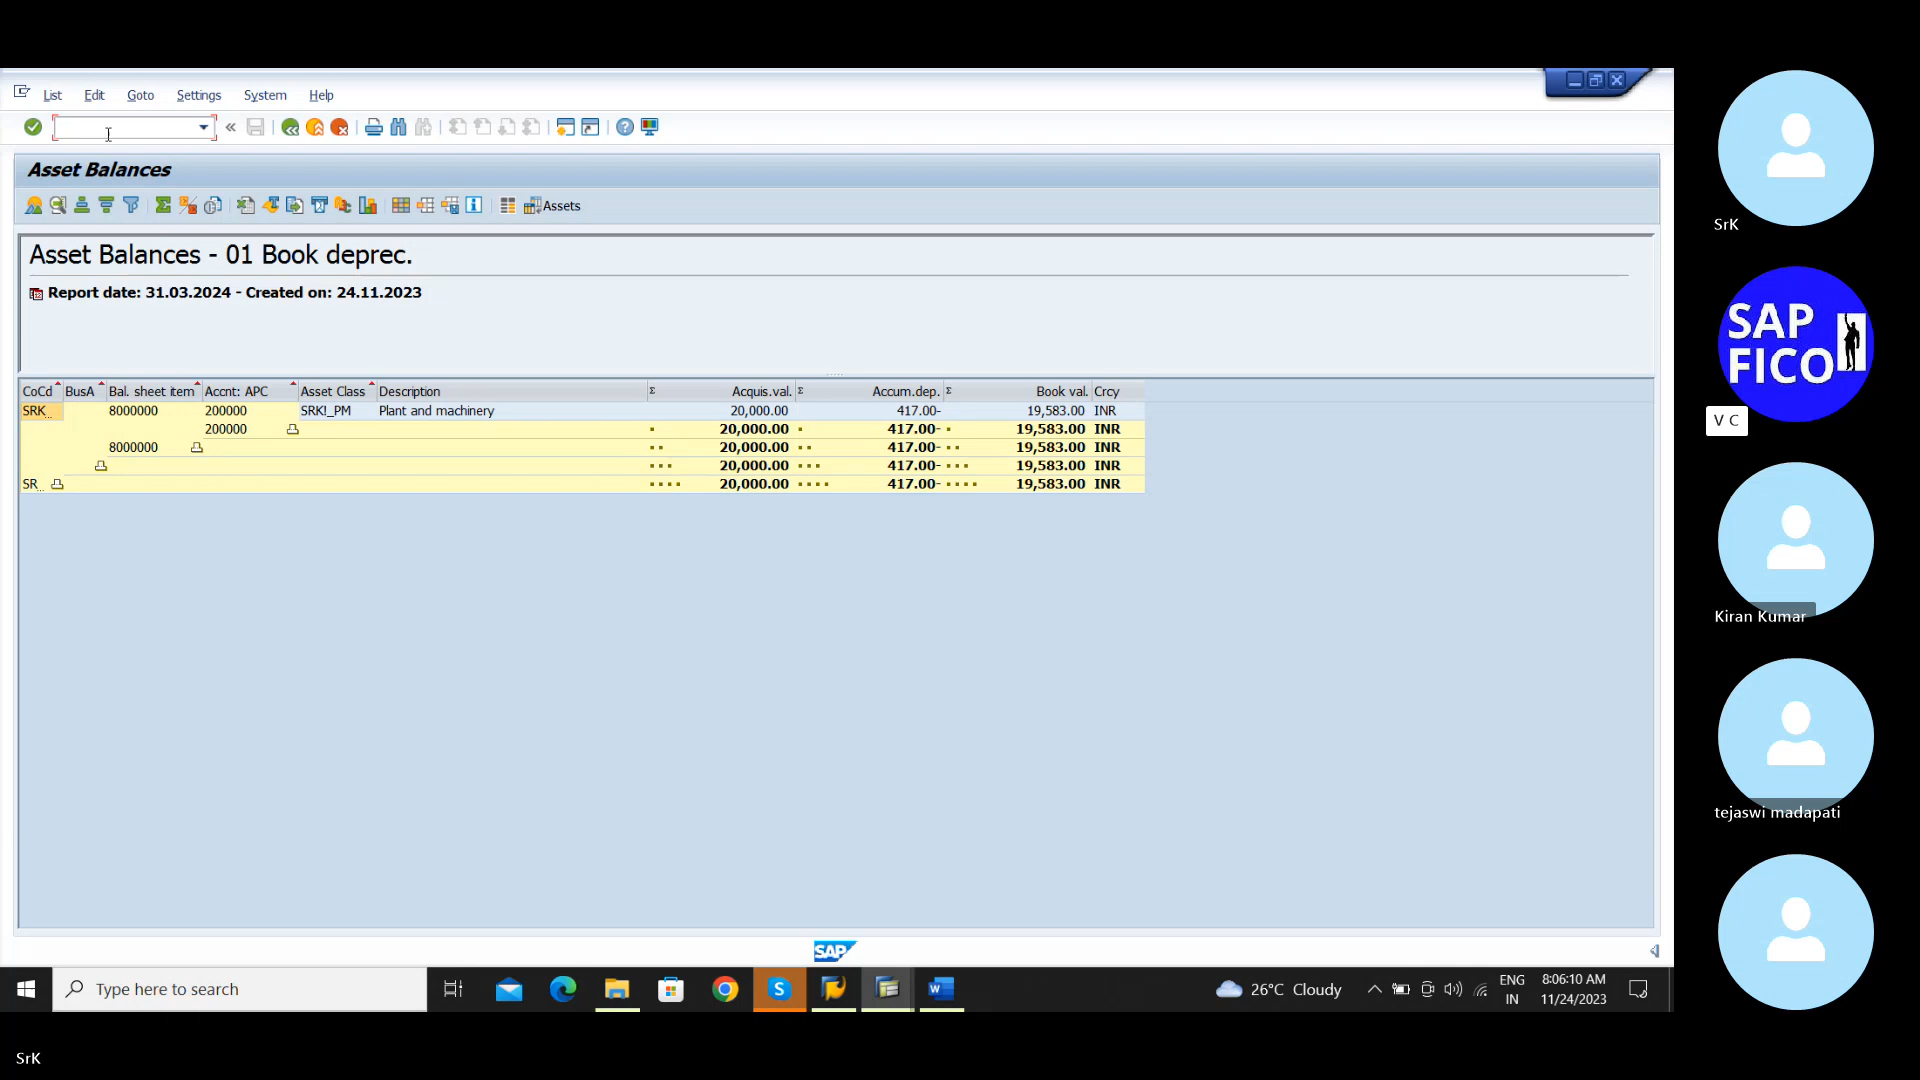 List Edit Goto Settings System Help
Asset Balances
Assets
Asset Balances - 01 Book deprec.
Report date: 31.03.2024 - Created on: 24.11.2023
CoCd BusA Bal. sheet item Accnt: APC Asset Class Description Σ Acquis.val. Σ Accum.dep. Σ Book val. Crcy
SRK... 8000000 200000 SRK!_PM Plant and machinery 20,000.00 417.00- 19,583.00 INR
200000 20,000.00 417.00- 19,583.00 INR
8000000 20,000.00 417.00- 19,583.00 INR
20,000.00 417.00- 19,583.00 INR
SR... 20,000.00 417.00- 19,583.00 INR
SAP
Type here to search
S
26°C Cloudy
ENG
IN
8:06:10 AM
11/24/2023
SrK
SAP
FICO
V C
Kiran Kumar
tejaswi madapati
SrK